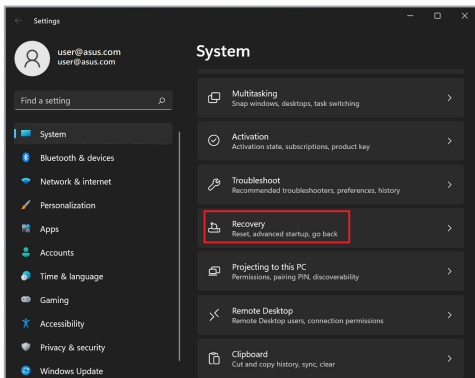 Settings
user@asus.com
user@asus.com
Find a setting
System
Bluetooth & devices
Network & internet
Personalization
Apps
Accounts
Time & language
Gaming
Accessibility
Privacy & security
Windows Update
System
Multitasking
Snap windows, desktops, task switching
Activation
Activation state, subscriptions, product key
Troubleshoot
Recommended troubleshooters, preferences, history
Recovery
Reset, advanced startup, go back
Projecting to this PC
Permissions, pairing PIN, discoverability
Remote Desktop
Remote Desktop users, connection permissions
Clipboard
Cut and copy history, sync, clear